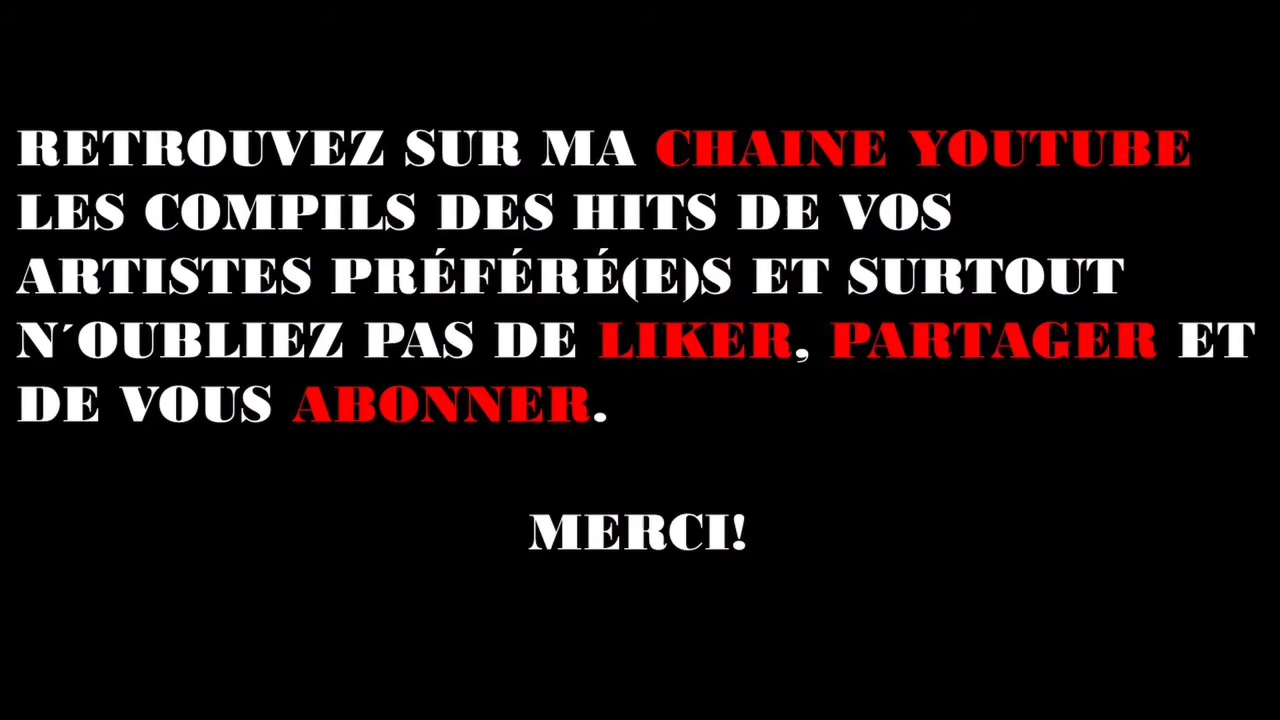 RETROUVEZ SUR MA CHAINE YOUTUBE
LES COMPILS DES HITS DE VOS
ARTISTES PRÉFÉRÉ(E)S ET SURTOUT
N´OUBLIEZ PAS DE LIKER, PARTAGER ET
DE VOUS ABONNER.
MERCI!